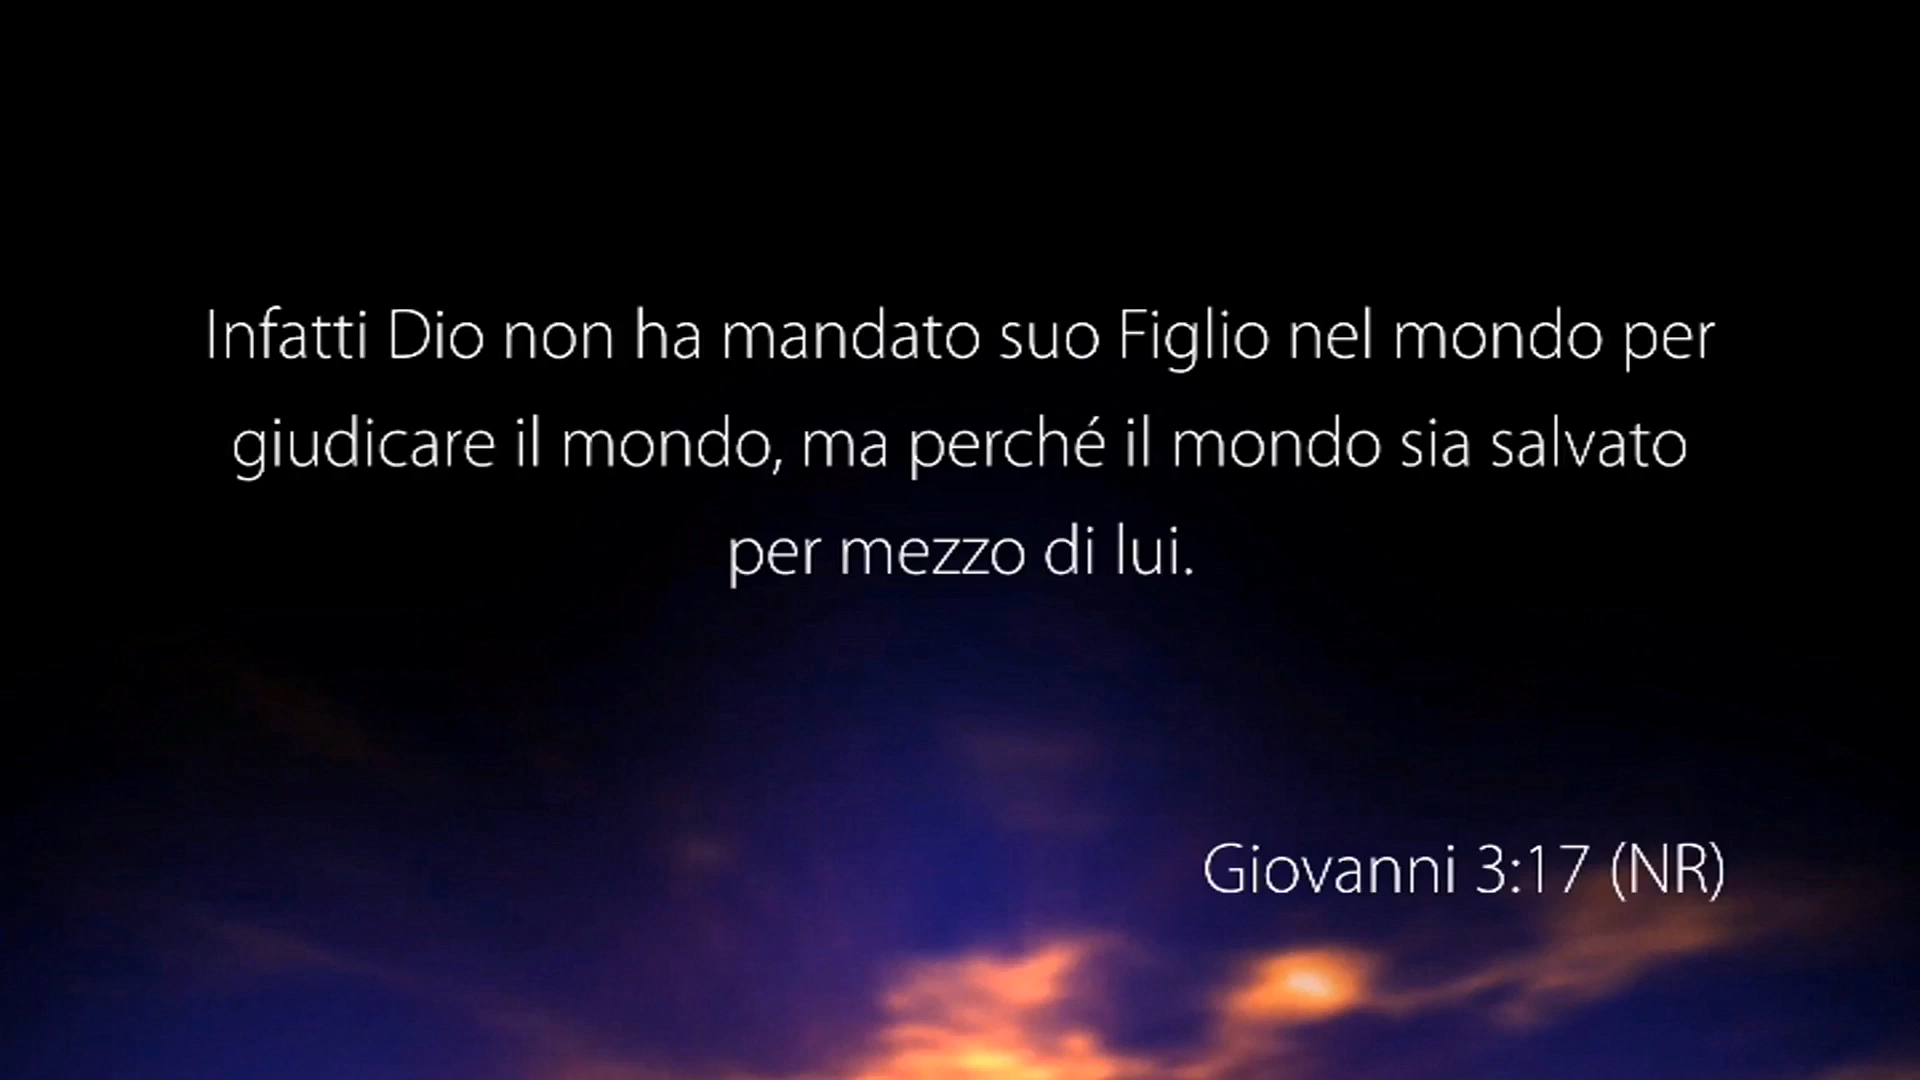 Infatti Dio non ha mandato suo Figlio nel mondo per
giudicare il mondo, ma perché il mondo sia salvato
per mezzo di lui.
Giovanni 3:17 (NR)